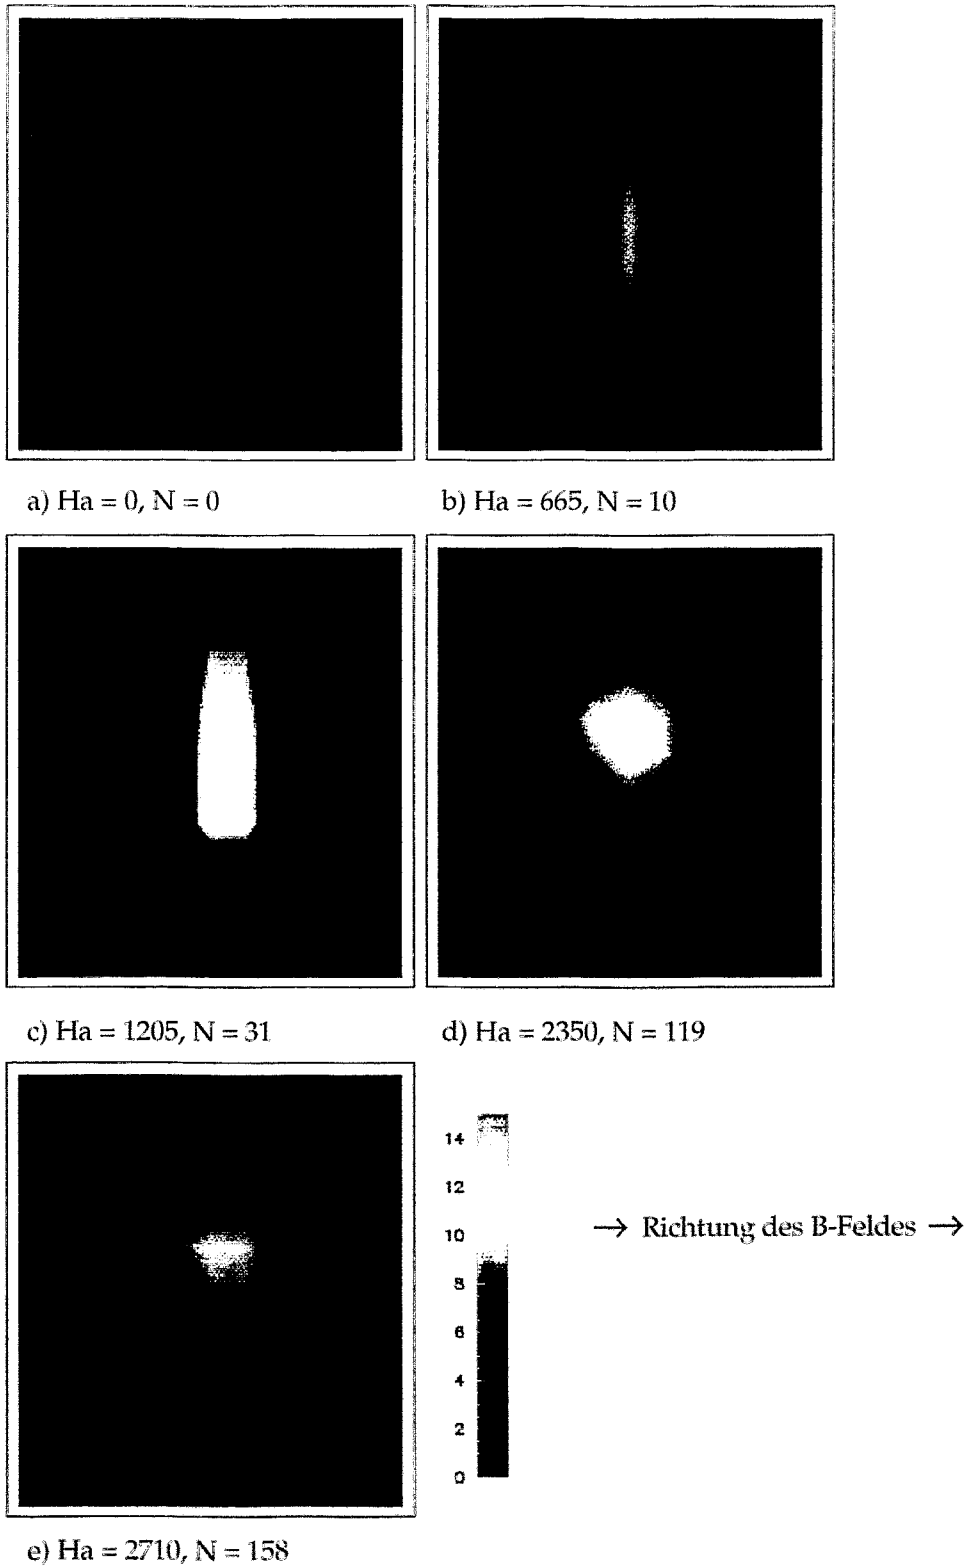 a) Ha = 0, N = 0
b) Ha = 665, N = 10
c) Ha = 1205, N = 31
d) Ha = 2350, N = 119
14
12
10
8
6
4
2
0
→ Richtung des B-Feldes →
e) Ha = 2710, N = 158